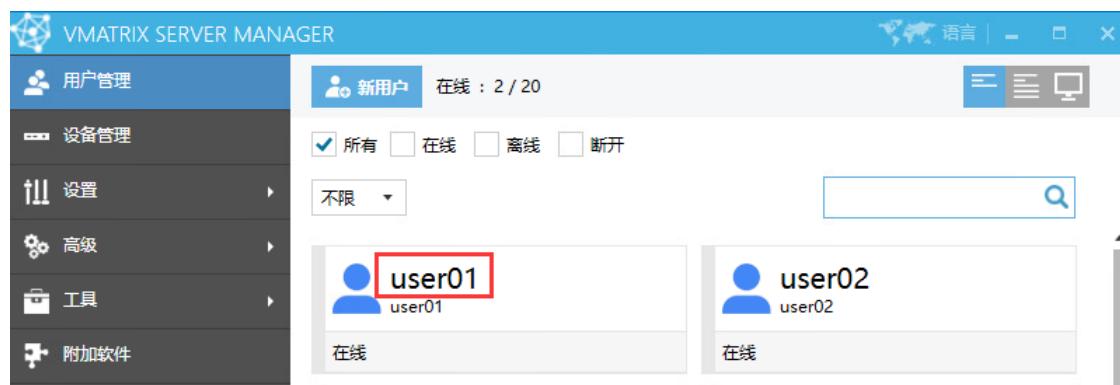 VMATRIX SERVER MANAGER 语言
用户管理
设备管理
设置
高级
工具
附加软件
新用户 在线 : 2 / 20
所有 在线 离线 断开
不限
user01
user01
在线
user02
user02
在线